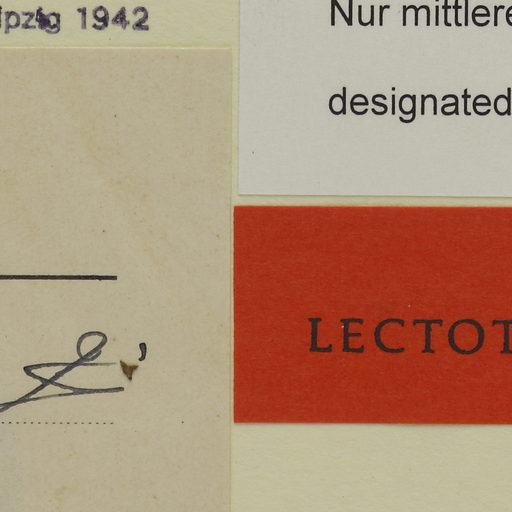 ipzig 1942
Nur mittlere
designated
LECTOT